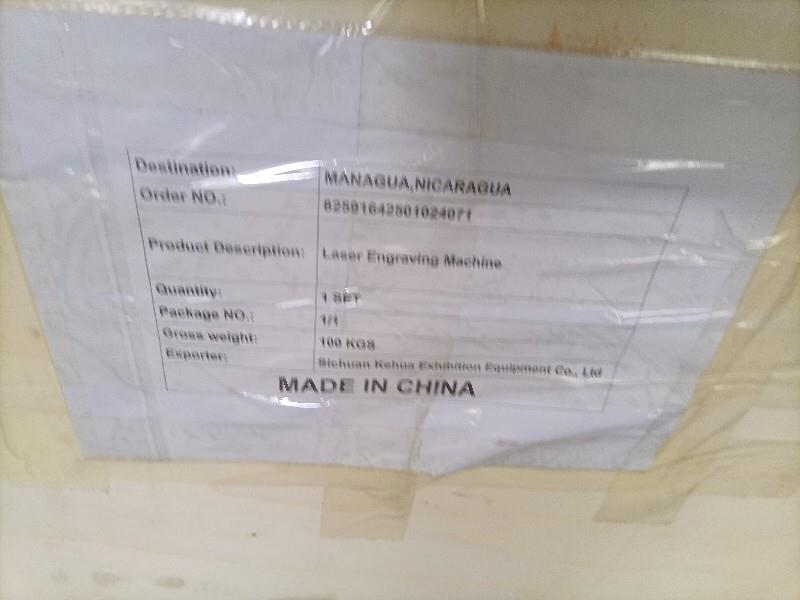 Destination: MANAGUA,NICARAGUA
Order NO.: 82591642501024071
Product Description: Laser Engraving Machine
Quantity: 1 SET
Package NO.: 1/1
Gross weight: 100 KGS
Exporter: Sichuan Kehua Exhibition Equipment Co., Ltd
MADE IN CHINA